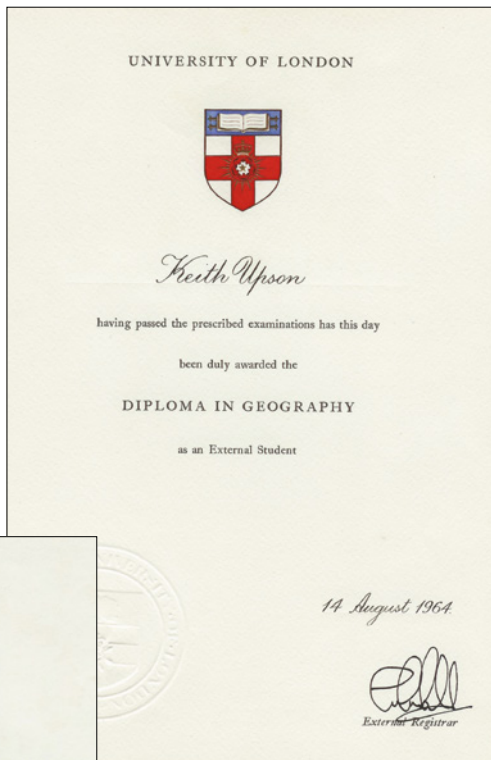 UNIVERSITY OF LONDON
Keith Upson
having passed the prescribed examinations has this day
been duly awarded the
DIPLOMA IN GEOGRAPHY
as an External Student
14 August 1964
External Registrar